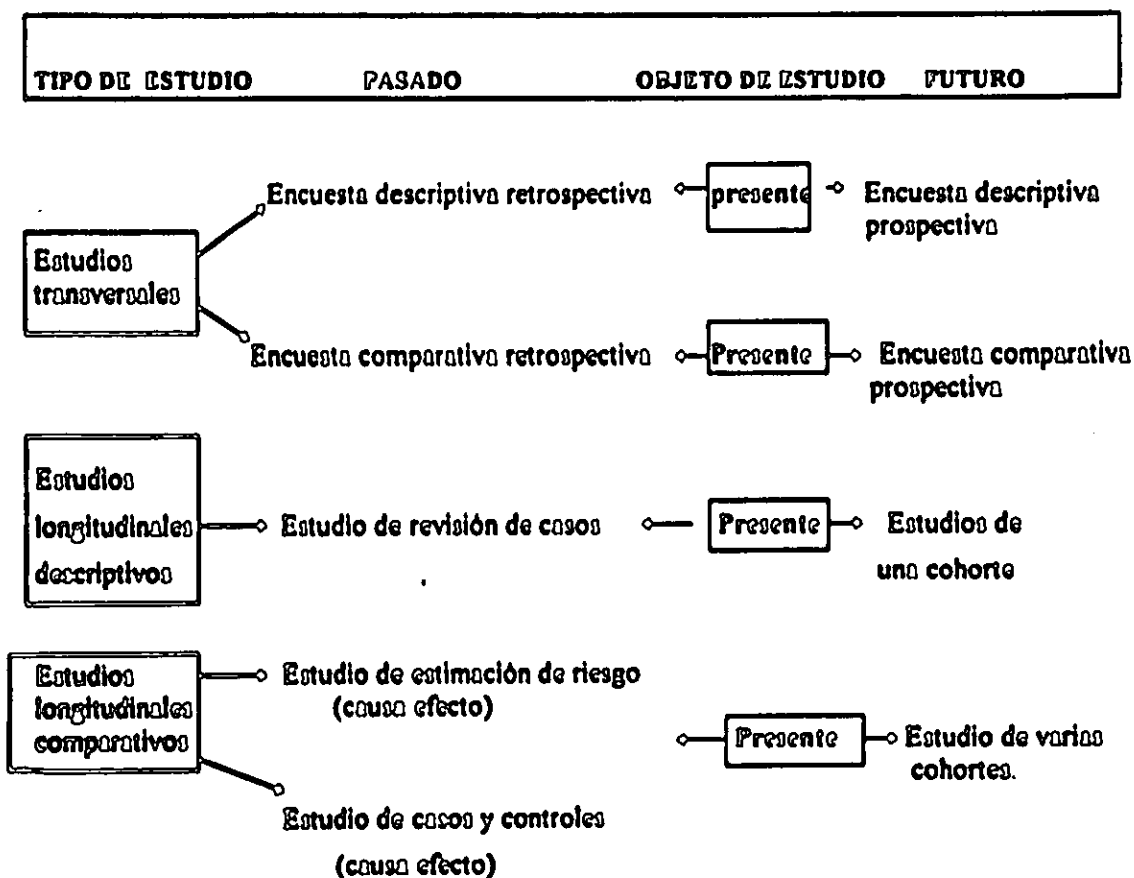 TIPO DE ESTUDIO PASADO OBJETO DE ESTUDIO FUTURO
Encuesta descriptiva retrospectiva presente Encuesta descriptiva
prospectiva
Estudios
transversales
Encuesta comparativa retrospectiva Presente Encuesta comparativa
prospectiva
Estudios
longitudinales
descriptivos
Estudio de revisión de casos Presente Estudios de
una cohorte
Estudios
longitudinales
comparativos
Estudio de estimación de riesgo
(causa efecto)
Presente Estudio de varias
cohortes.
Estudio de casos y controles
(causa efecto)